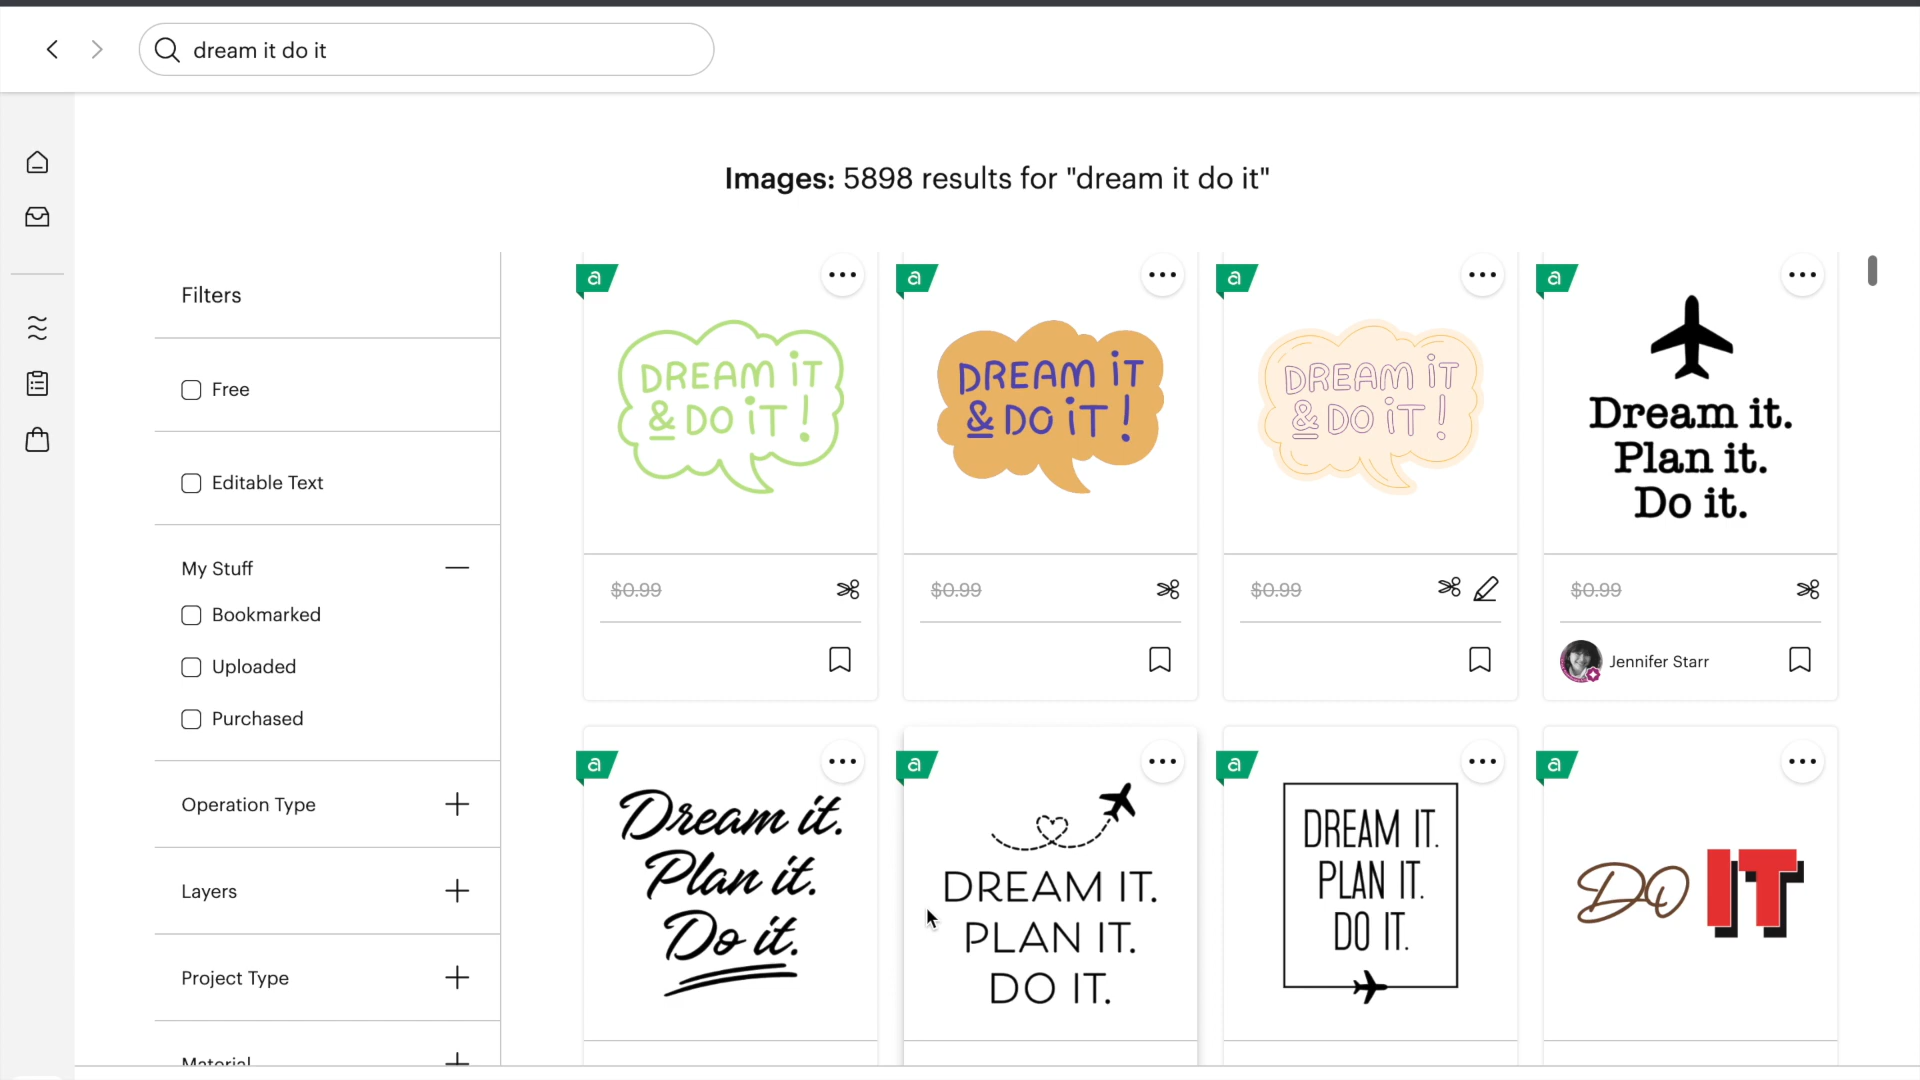 dream it do it
Images: 5898 results for "dream it do it"
Filters
Free
Editable Text
My Stuff
Bookmarked
Uploaded
Purchased
Operation Type
Layers
Project Type
Material
a
DREAM iT
& DO iT !
$0.99
a
DREAM iT
& DO iT !
$0.99
a
DREAM iT
& DO iT !
$0.99
a
Dream it.
Plan it.
Do it.
$0.99
Jennifer Starr
a
Dream it.
Plan it.
Do it.
a
DREAM IT.
PLAN IT.
DO IT.
a
DREAM IT.
PLAN IT.
DO IT.
a
DO IT